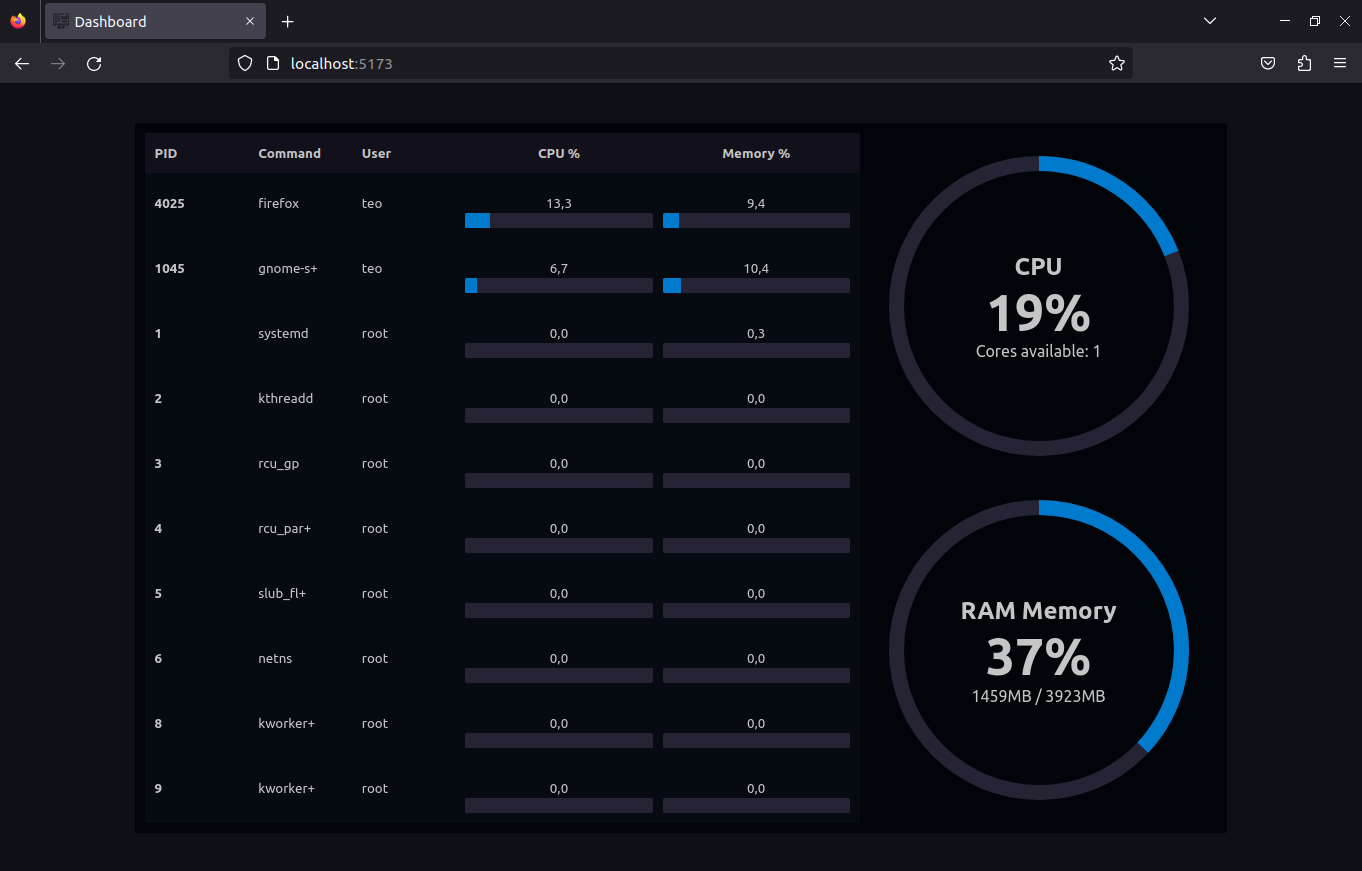 Dashboard
localhost:5173
PID Command User CPU % Memory %
4025 firefox teo 13,3 9,4
1045 gnome-s+ teo 6,7 10,4
1 systemd root 0,0 0,3
2 kthreadd root 0,0 0,0
3 rcu_gp root 0,0 0,0
4 rcu_par+ root 0,0 0,0
5 slub_fl+ root 0,0 0,0
6 netns root 0,0 0,0
8 kworker+ root 0,0 0,0
9 kworker+ root 0,0 0,0
CPU
19%
Cores available: 1
RAM Memory
37%
1459MB / 3923MB